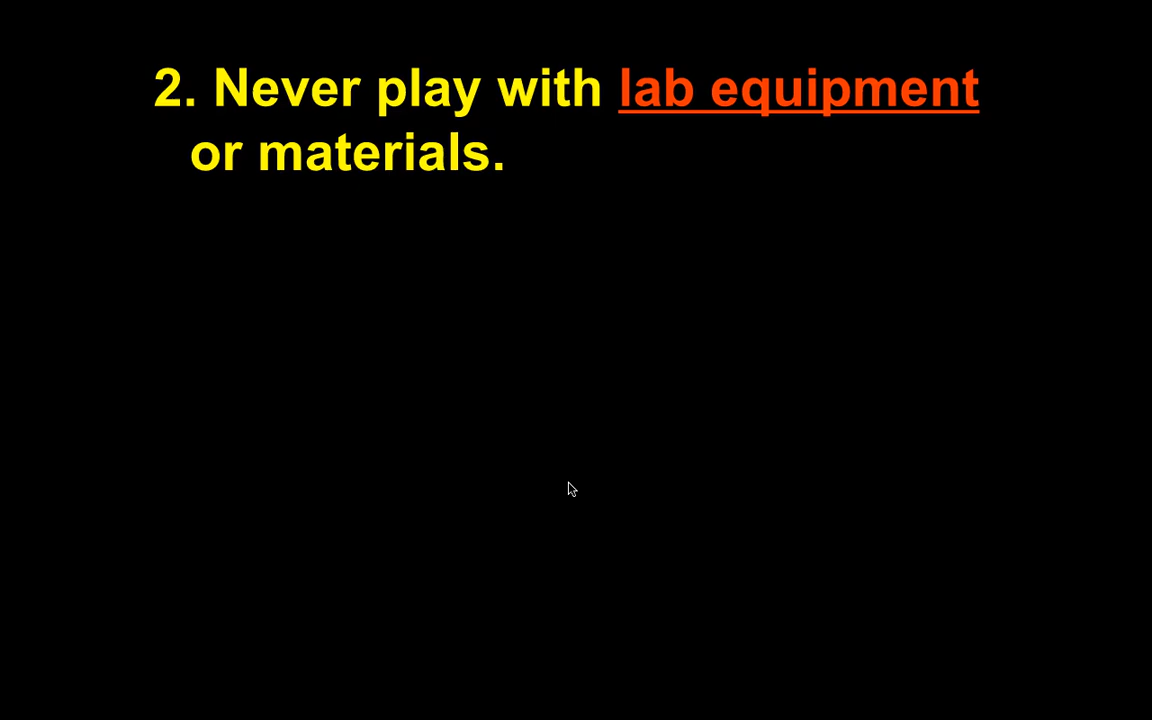 2. Never play with lab equipment
or materials.